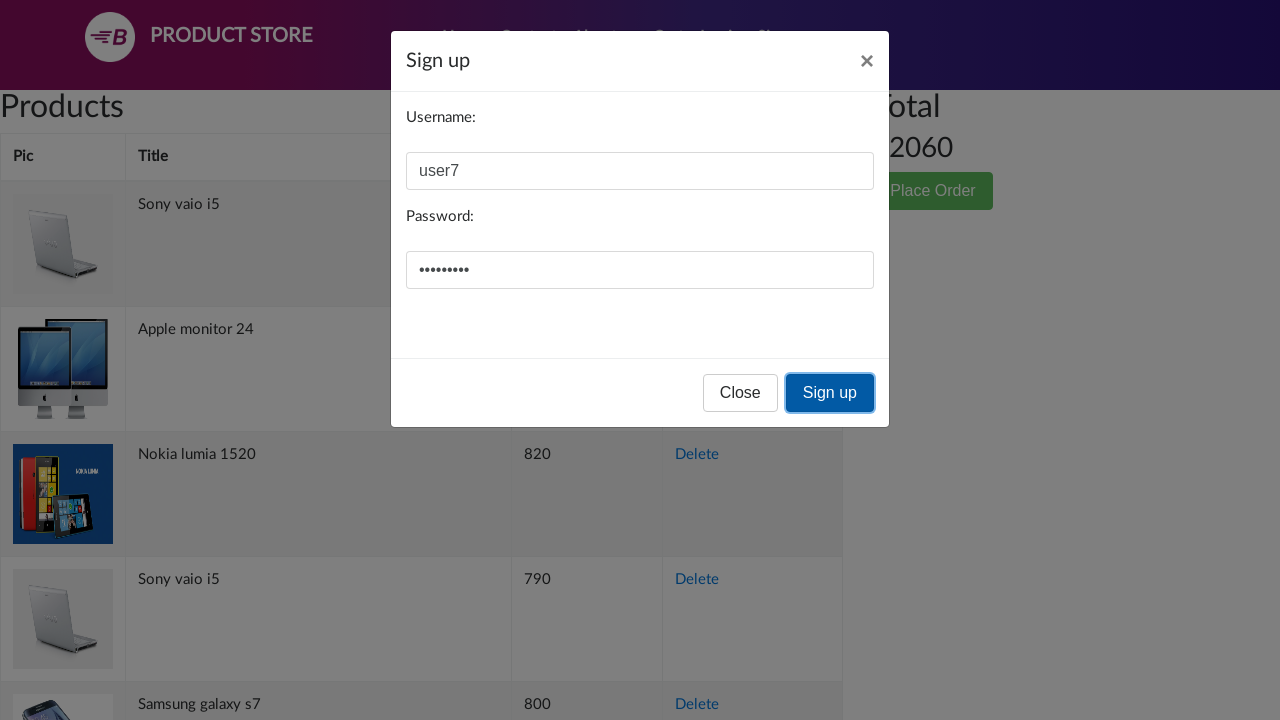 PRODUCT STORE
Sign up
×
Username:
user7
Password:
•••••••••
Close
Sign up
Products
Pic
Title
Sony vaio i5
Apple monitor 24
Nokia lumia 1520
820
Delete
Sony vaio i5
790
Delete
Samsung galaxy s7
800
Delete
2060
Place Order